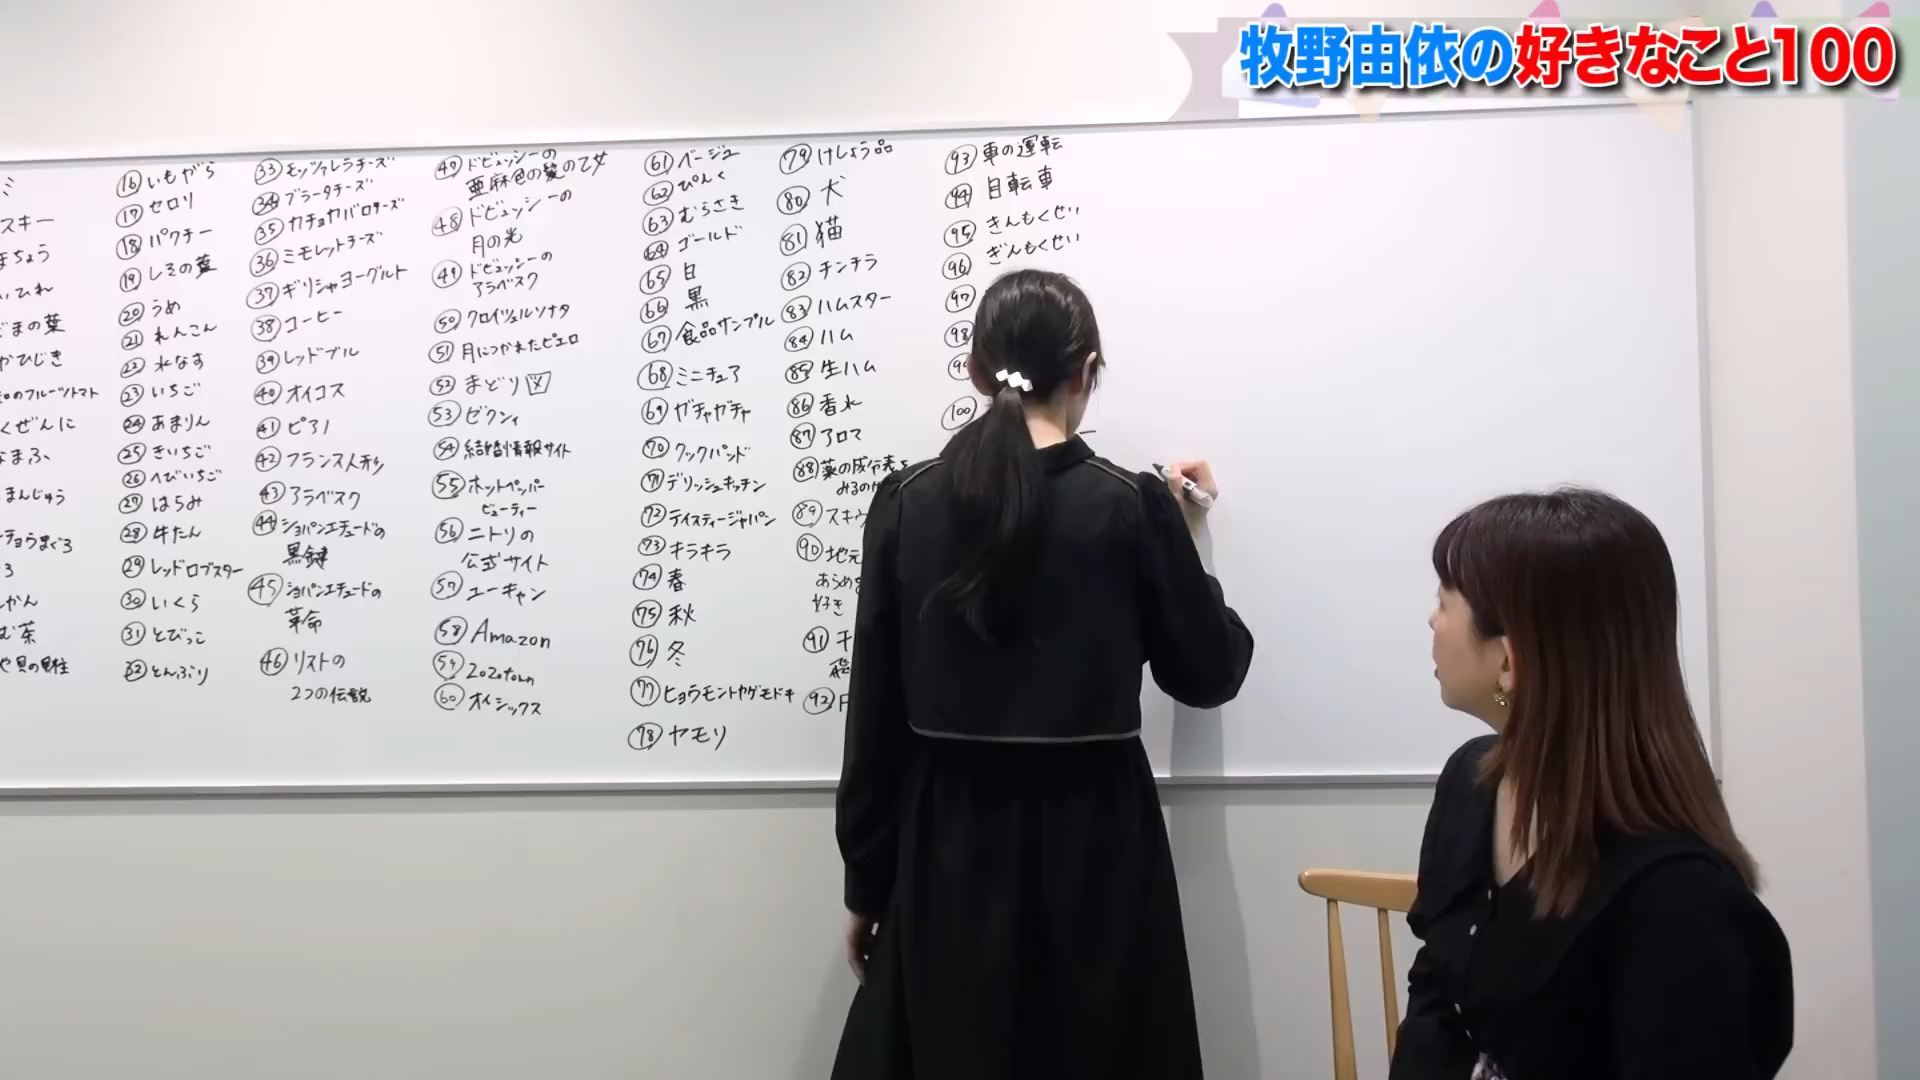 牧野由依の好きなこと100
ミ
スキー
まちょう
いひれ
ごまの葉
やひじき
のフルーツトマト
くぜんに
なまふ
まんじゅう
チョうまぐろ
ろ
かん
む茶
や貝の貝柱
⑯いもがら
⑰セロリ
⑱パクチー
⑲しその葉
⑳うめ
㉑れんこん
㉒水なす
㉓いちご
㉔あまりん
㉕きいちご
㉖へびいちご
㉗はらみ
㉘牛たん
㉙レッドロブスター
㉚いくら
㉛とびっこ
㉜とんぶり
㉝モッツァレラチーズ
㉞ブラータチーズ
㉟カチョカバロチーズ
㊱ミモレットチーズ
㊲ギリシャヨーグルト
㊳コーヒー
㊴レッドブル
㊵オイコス
㊶ピアノ
㊷フランス人形
㊸アラベスク
㊹ショパンエチュードの
黒鍵
㊺ショパンエチュードの
革命
㊻リストの
2つの伝説
㊼ドビュッシーの
亜麻色の髪の乙女
㊽ドビュッシーの
月の光
㊾ドビュッシーの
アラベスク
㊿クロイツェルソナタ
51 月につかれたピエロ
52 まどり図
53 ゼクシィ
54 結婚情報サイト
55 ホットペッパー
ビューティー
56 ニトリの
公式サイト
57 ユーキャン
58 Amazon
59 ZoZotown
60 オイシックス
61 ベージュ
62 ぴんく
63 むらさき
64 ゴールド
65 白
66 黒
67 食品サンプル
68 ミニチュア
69 ガチャガチャ
70 クックパッド
71 デリッシュキッチン
72 テイスティージャパン
73 キラキラ
74 春
75 秋
76 冬
77 ヒョウモントカゲモドキ
78 ヤモリ
79 けしょう品
80 犬
81 猫
82 チンチラ
83 ハムスター
84 ハム
85 生ハム
86 香水
87 アロマ
88 薬の成分表を
みるのが
89 スキ
90 地元
あらめ
好き
91
92
93 車の運転
94 自転車
95 きんもくせい
96 ぎんもくせい
97
98
99
100